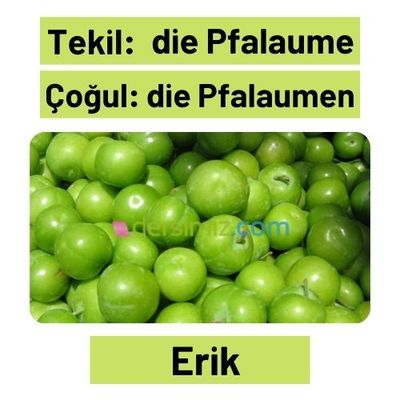 Tekil: die Pfalaume
Çoğul: die Pfalaumen
dersimiz.com
Erik